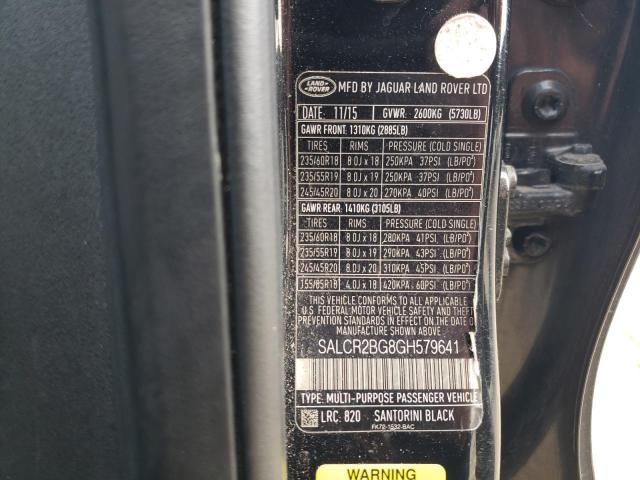 LAND ROVER
MFD BY JAGUAR LAND ROVER LTD
DATE: 11/15 GVWR: 2600KG (5730LB)
GAWR FRONT: 1310KG (2885LB)
TIRES RIMS PRESSURE (COLD SINGLE)
235/60R18 8.0J x 18 250KPA 37PSI (LB/PO²)
235/55R19 8.0J x 19 250KPA 37PSI (LB/PO²)
245/45R20 8.0J x 20 270KPA 40PSI (LB/PO²)
GAWR REAR: 1410KG (3105LB)
TIRES RIMS PRESSURE (COLD SINGLE)
235/60R18 8.0J x 18 280KPA 41PSI (LB/PO²)
235/55R19 8.0J x 19 290KPA 43PSI (LB/PO²)
245/45R20 8.0J x 20 310KPA 45PSI (LB/PO²)
T55/85R18 4.0J x 18 420KPA 60PSI (LB/PO²)
THIS VEHICLE CONFORMS TO ALL APPLICABLE
U.S. FEDERAL MOTOR VEHICLE SAFETY AND THEFT
PREVENTION STANDARDS IN EFFECT ON THE DATE
OF MANUFACTURE SHOWN ABOVE.
SALCR2BG8GH579641
TYPE: MULTI-PURPOSE PASSENGER VEHICLE
LRC: 820 SANTORINI BLACK
FK72-1532-BAC
WARNING